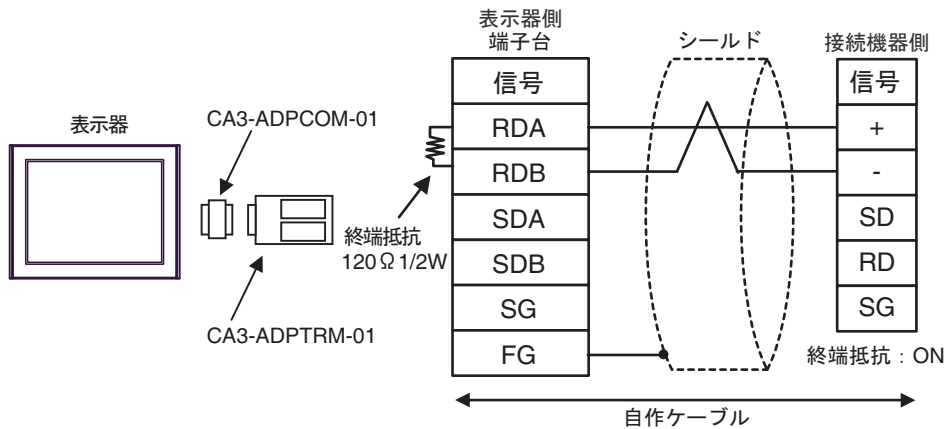 表示器
CA3-ADPCOM-01
CA3-ADPTRM-01
終端抵抗
120Ω 1/2W
表示器側
端子台
信号
RDA
RDB
SDA
SDB
SG
FG
シールド
接続機器側
信号
+
-
SD
RD
SG
終端抵抗：ON
自作ケーブル